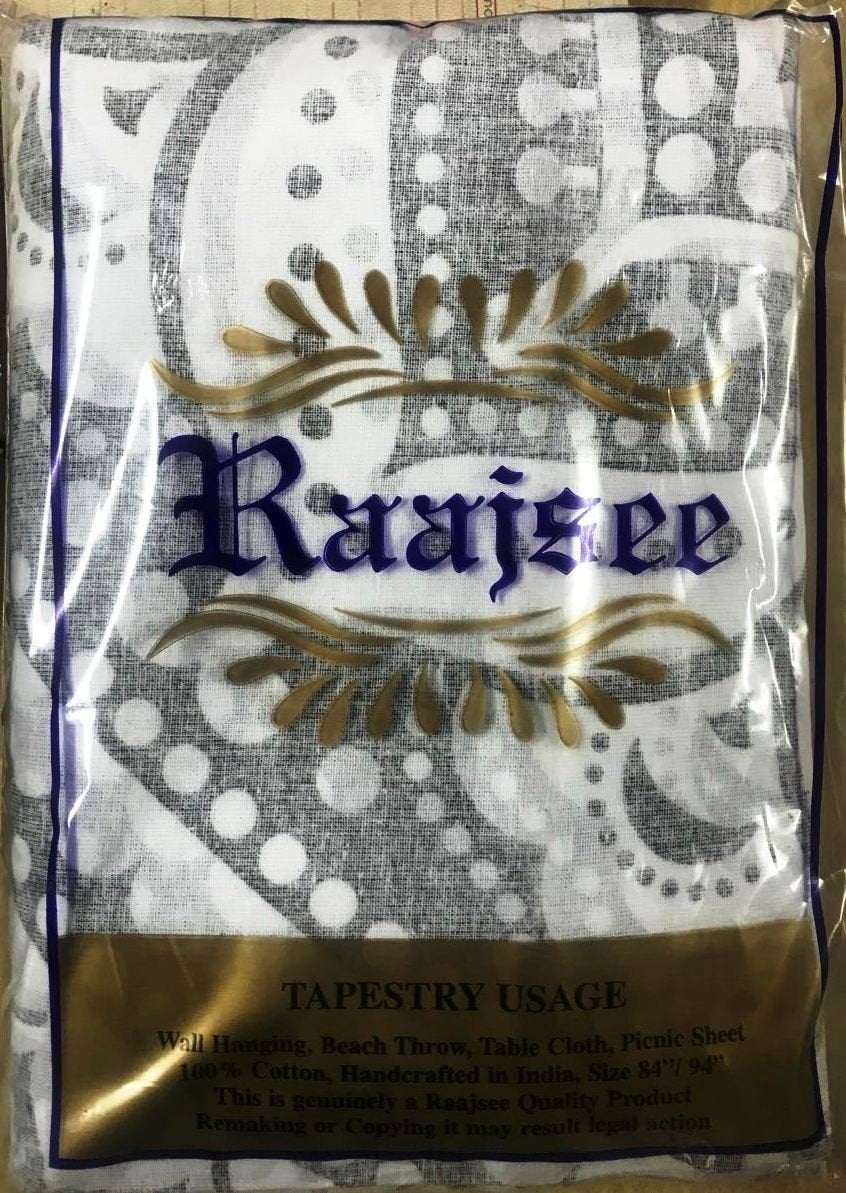 Raajsee
TAPESTRY USAGE
Wall Hanging, Beach Throw, Table Cloth, Picnic Sheet
100% Cotton, Handcrafted in India, Size 84"/ 94"
This is genuinely a Raajsee Quality Product
Remaking or Copying it may result legal action